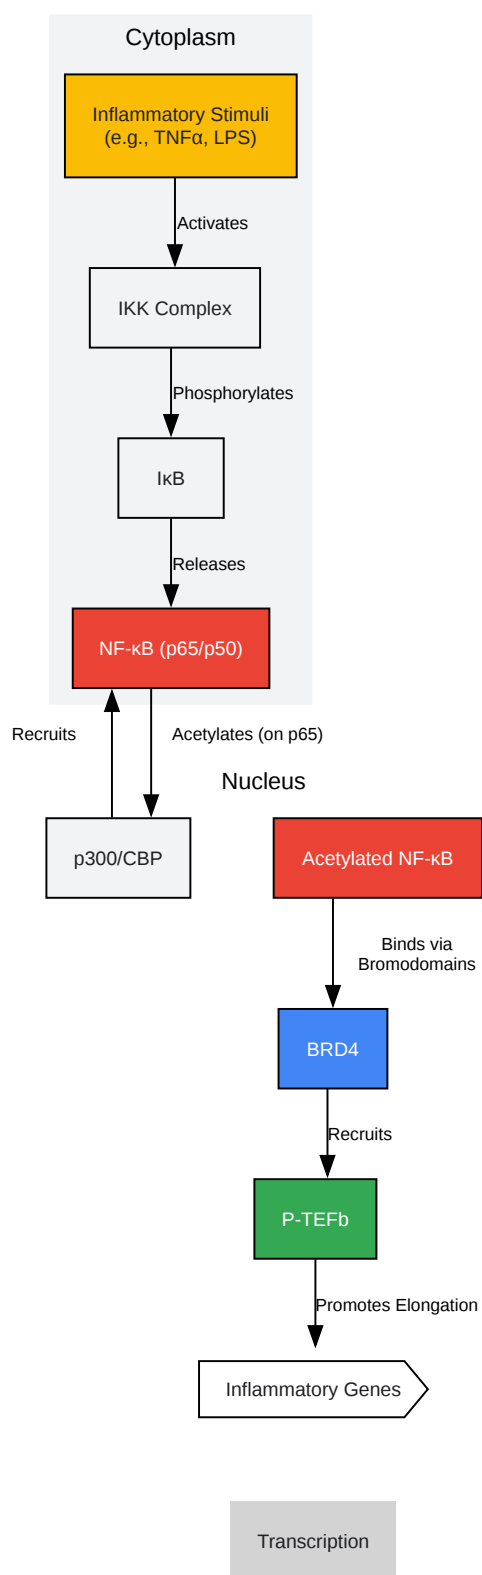 Cytoplasm
Inflammatory Stimuli
(e.g., TNFα, LPS)
Activates
IKK Complex
Phosphorylates
IκB
Releases
NF-κB (p65/p50)
Recruits
Acetylates (on p65)
Nucleus
p300/CBP
Acetylated NF-κB
Binds via
Bromodomains
BRD4
Recruits
P-TEFb
Promotes Elongation
Inflammatory Genes
Transcription